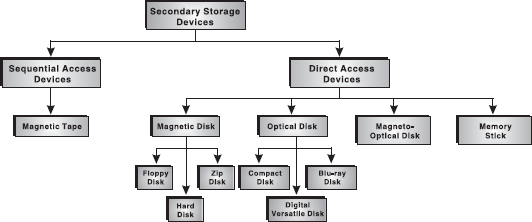 Secondary Storage
Devices
Sequential Access
Devices
Direct Access
Devices
Magnetic Tape
Magnetic Disk
Optical Disk
Magneto-
Optical Disk
Memory
Stick
Floppy
Disk
Zip
Disk
Compact
Disk
Blu-ray
Disk
Hard
Disk
Digital
Versatile Disk